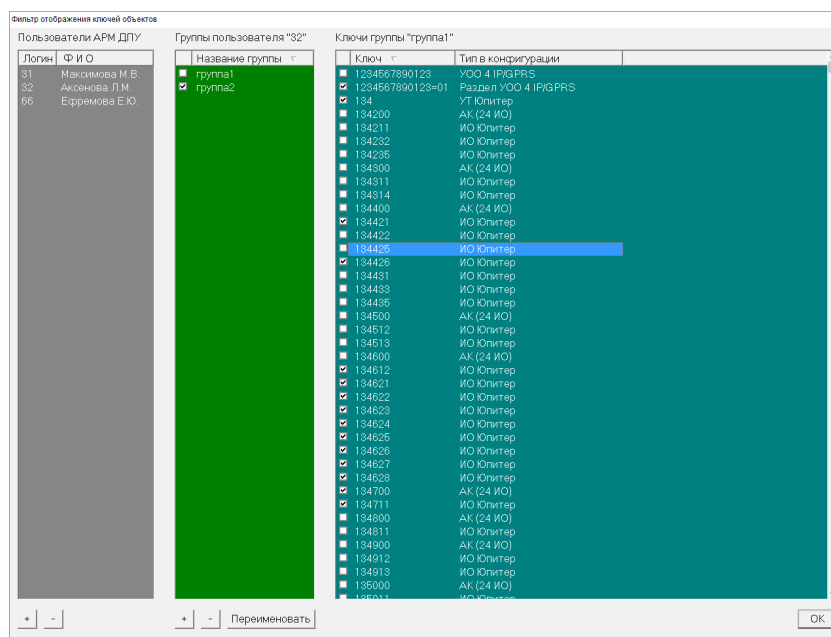 Фильтр отображения ключей объектов
Пользователи АРМ ДПУ Группы пользователя "32" Ключи группы "группа1"
Логин Ф И О Название группы Ключ Тип в конфигурации
31 Максимова М.В. группа1 1234567890123 УОО 4 IP/GPRS
32 Аксенова Л.М. группа2 1234567890123=01 Раздел УОО 4 IP/GPRS
66 Ефремова Е.Ю. 134 УТ Юпитер
134200 АК (24 ИО)
134211 ИО Юпитер
134232 ИО Юпитер
134235 ИО Юпитер
134300 АК (24 ИО)
134311 ИО Юпитер
134314 ИО Юпитер
134400 АК (24 ИО)
134421 ИО Юпитер
134422 ИО Юпитер
134425 ИО Юпитер
134426 ИО Юпитер
134431 ИО Юпитер
134433 ИО Юпитер
134435 ИО Юпитер
134500 АК (24 ИО)
134512 ИО Юпитер
134513 ИО Юпитер
134600 АК (24 ИО)
134612 ИО Юпитер
134621 ИО Юпитер
134622 ИО Юпитер
134623 ИО Юпитер
134624 ИО Юпитер
134625 ИО Юпитер
134626 ИО Юпитер
134627 ИО Юпитер
134628 ИО Юпитер
134700 АК (24 ИО)
134711 ИО Юпитер
134800 АК (24 ИО)
134811 ИО Юпитер
134900 АК (24 ИО)
134912 ИО Юпитер
134913 ИО Юпитер
135000 АК (24 ИО)
135011 ИО Юпитер
+ - + - Переименовать OK